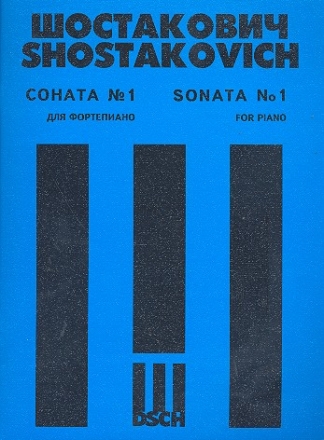 ШОСТАКОВИЧ
SHOSTAKOVICH
СОНАТА №1 SONATA No1
ДЛЯ ФОРТЕПИАНО FOR PIANO
Ш
DSCH